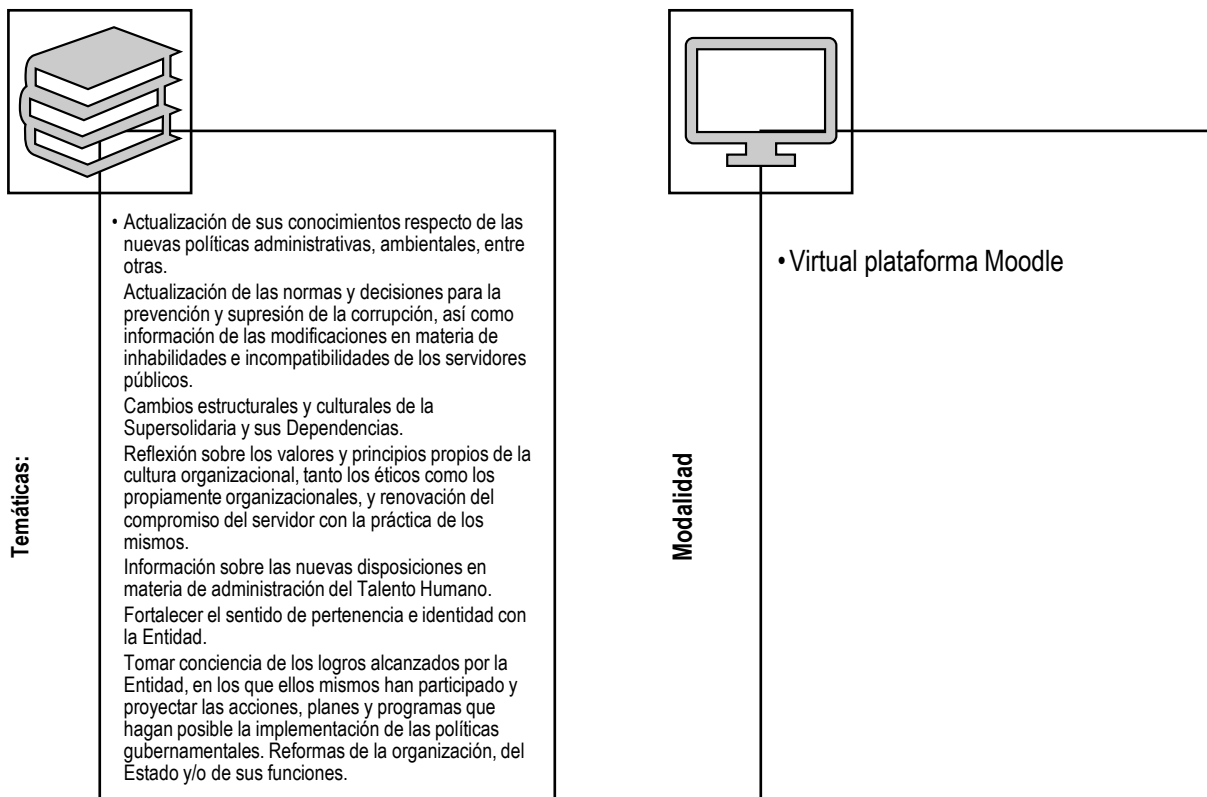 Temáticas:
• Actualización de sus conocimientos respecto de las
nuevas políticas administrativas, ambientales, entre
otras.
Actualización de las normas y decisiones para la
prevención y supresión de la corrupción, así como
información de las modificaciones en materia de
inhabilidades e incompatibilidades de los servidores
públicos.
Cambios estructurales y culturales de la
Supersolidaria y sus Dependencias.
Reflexión sobre los valores y principios propios de la
cultura organizacional, tanto los éticos como los
propiamente organizacionales, y renovación del
compromiso del servidor con la práctica de los
mismos.
Información sobre las nuevas disposiciones en
materia de administración del Talento Humano.
Fortalecer el sentido de pertenencia e identidad con
la Entidad.
Tomar conciencia de los logros alcanzados por la
Entidad, en los que ellos mismos han participado y
proyectar las acciones, planes y programas que
hagan posible la implementación de las políticas
gubernamentales. Reformas de la organización, del
Estado y/o de sus funciones.
Modalidad
• Virtual plataforma Moodle